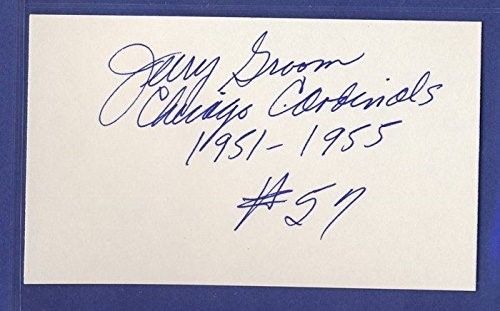 Jerry Groom
Chicago Cardinals
1951-1955
#57